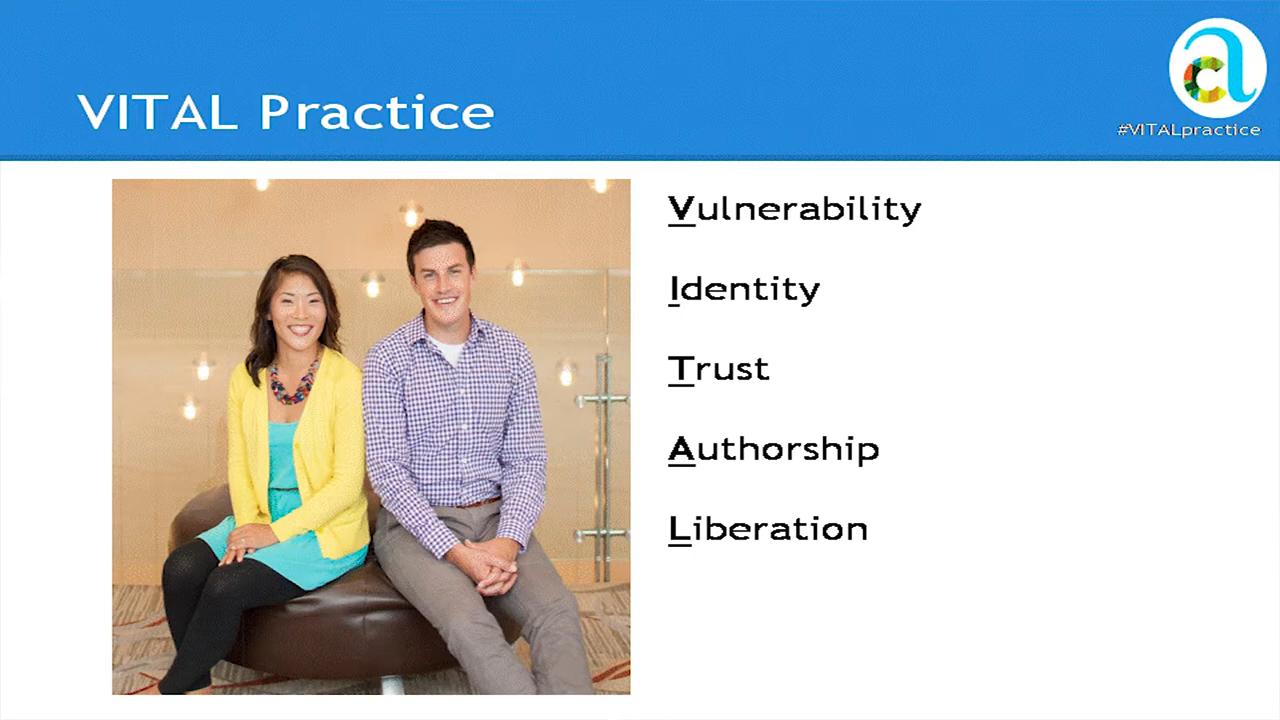 VITAL Practice
#VITALpractice
Vulnerability
Identity
Trust
Authorship
Liberation